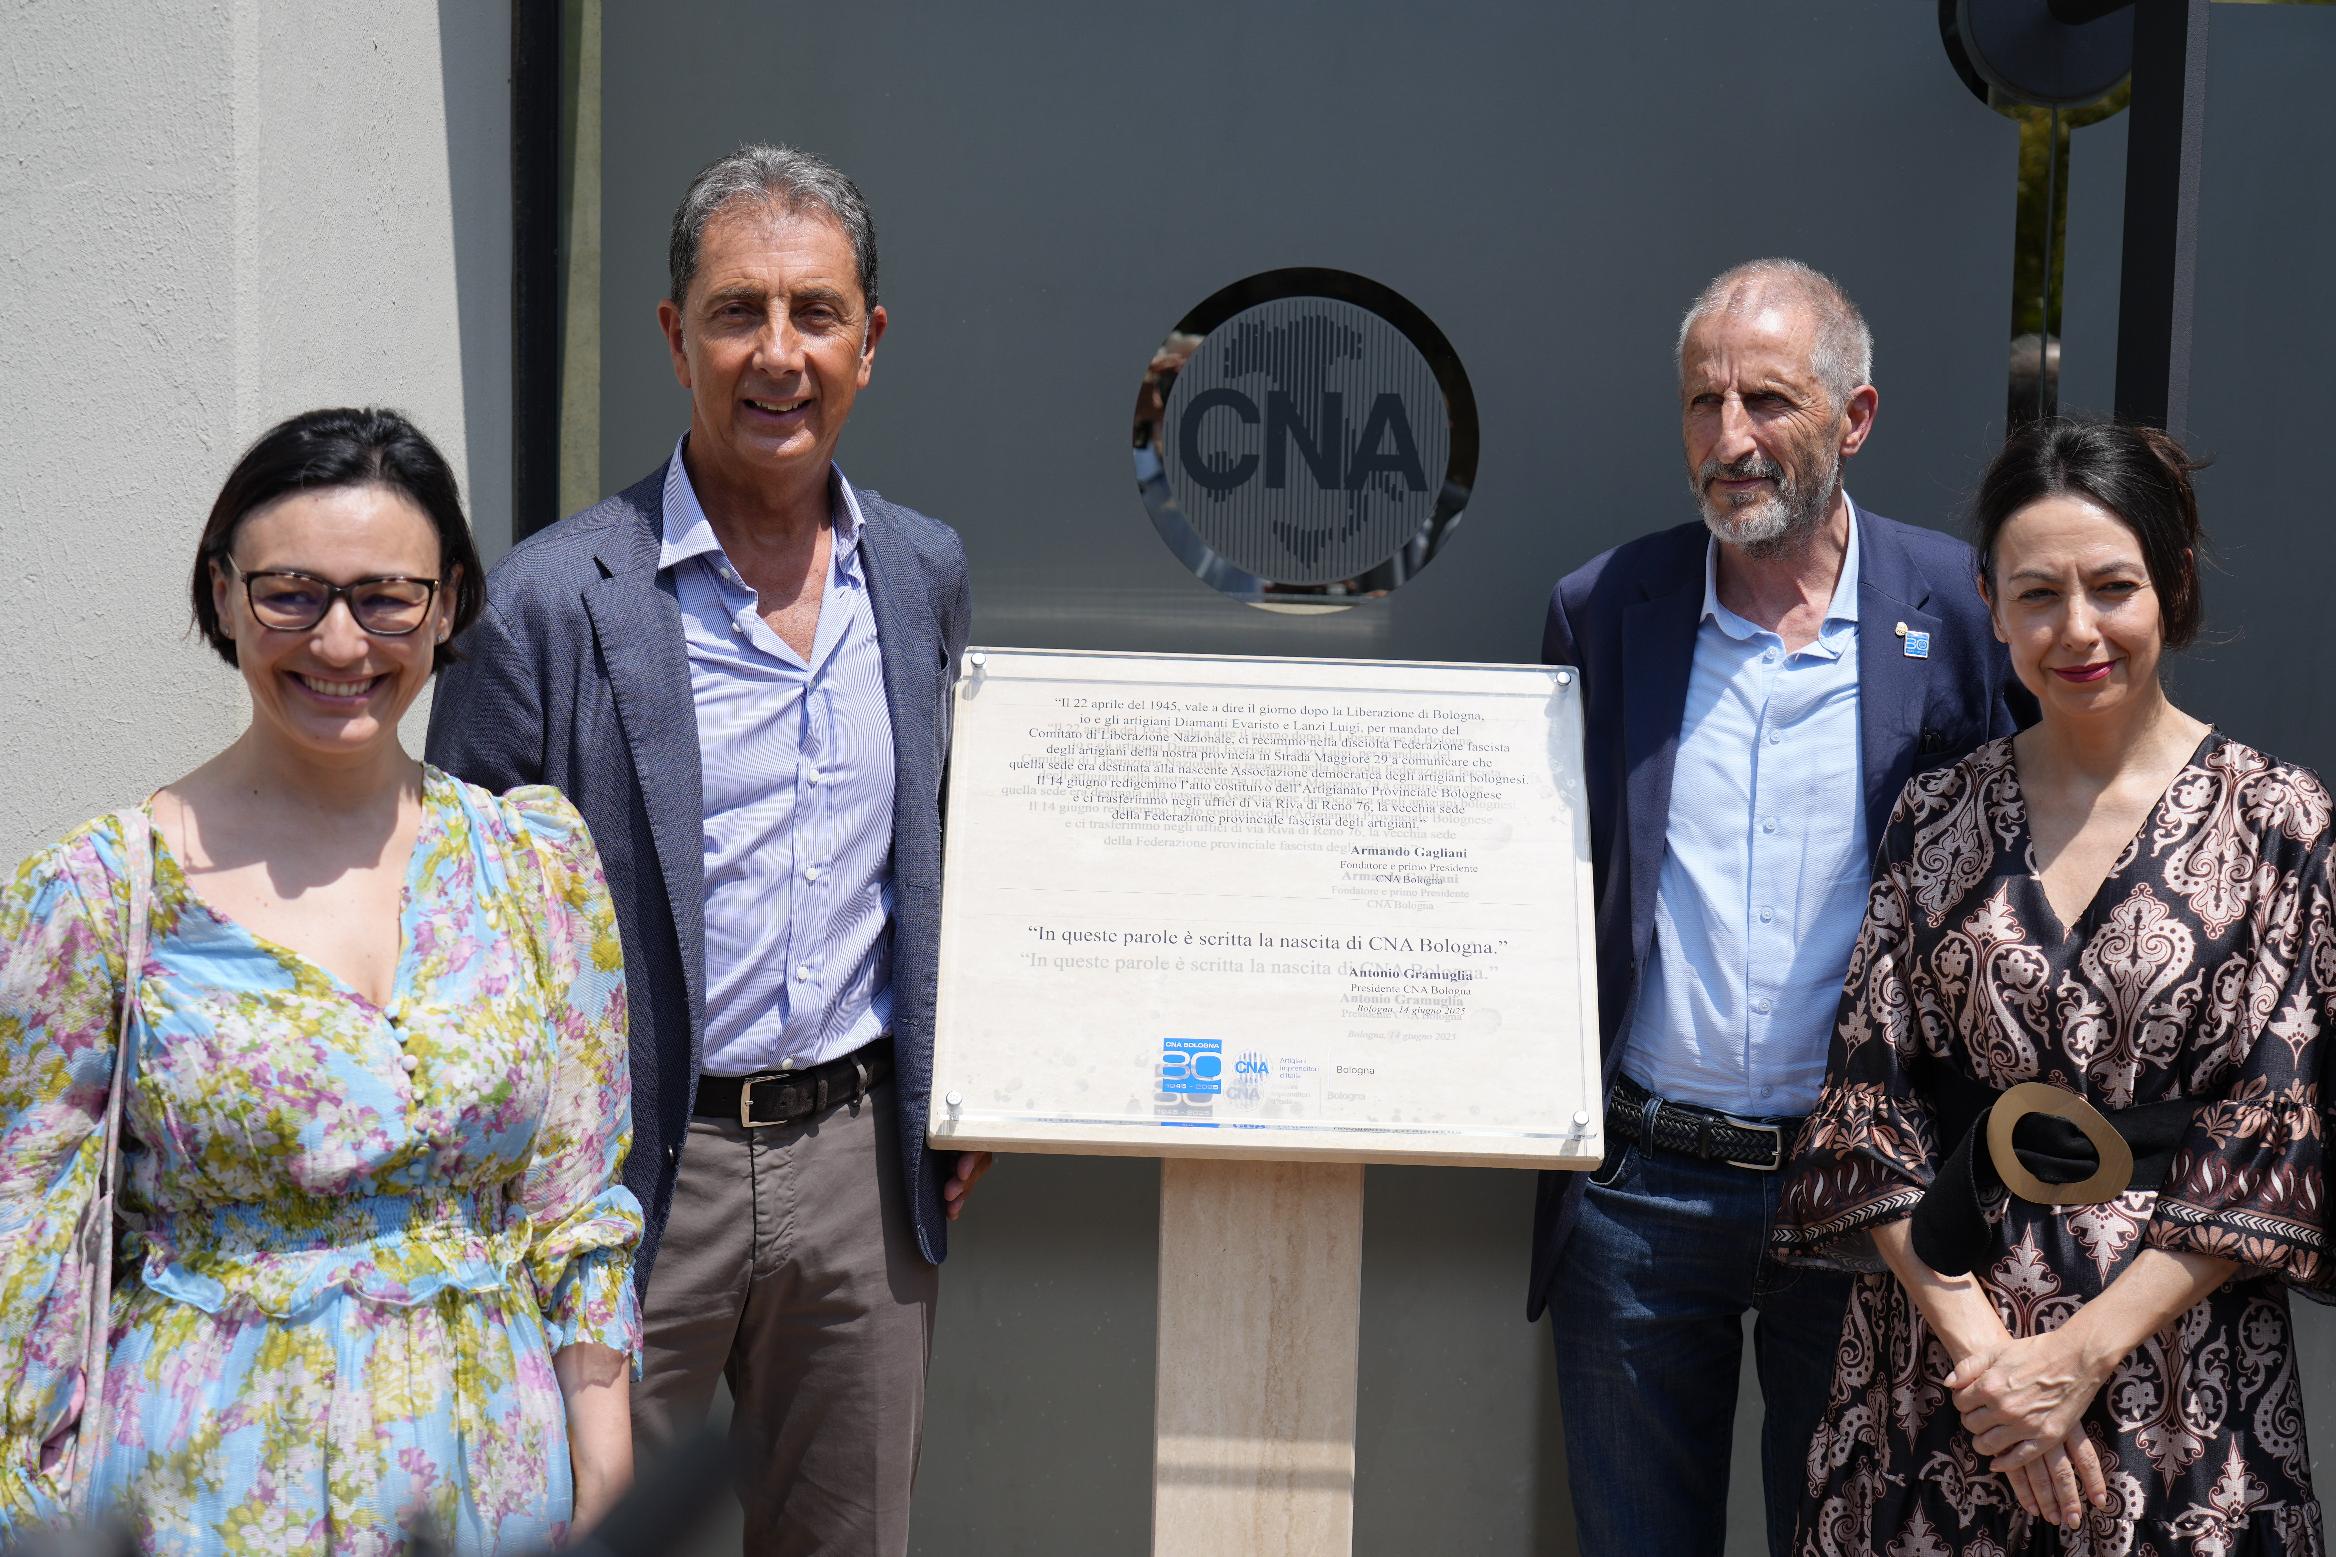 CNA
30
“Il 22 aprile del 1945, vale a dire il giorno dopo la Liberazione di Bologna,
io e gli artigiani Diamanti Evaristo e Lanzi Luigi, per mandato del
Comitato di Liberazione Nazionale, ci recammo nella disciolta Federazione fascista
degli artigiani della nostra provincia in Strada Maggiore 29 a comunicare che
quella sede era destinata alla nascente Associazione democratica degli artigiani bolognesi.
Il 14 giugno redigemmo l’atto costitutivo dell’Artigianato Provinciale Bolognese
e ci trasferimmo negli uffici di via Riva di Reno 76, la vecchia sede
della Federazione provinciale fascista degli artigiani.”
Armando Gagliani
Fondatore e primo Presidente
CNA Bologna
“In queste parole è scritta la nascita di CNA Bologna.”
Antonio Gramuglia
Presidente CNA Bologna
Bologna, 14 giugno 2025
CNA BOLOGNA
80
1945 - 2025
CNA
Artigiani
Imprenditori
d'Italia
Bologna